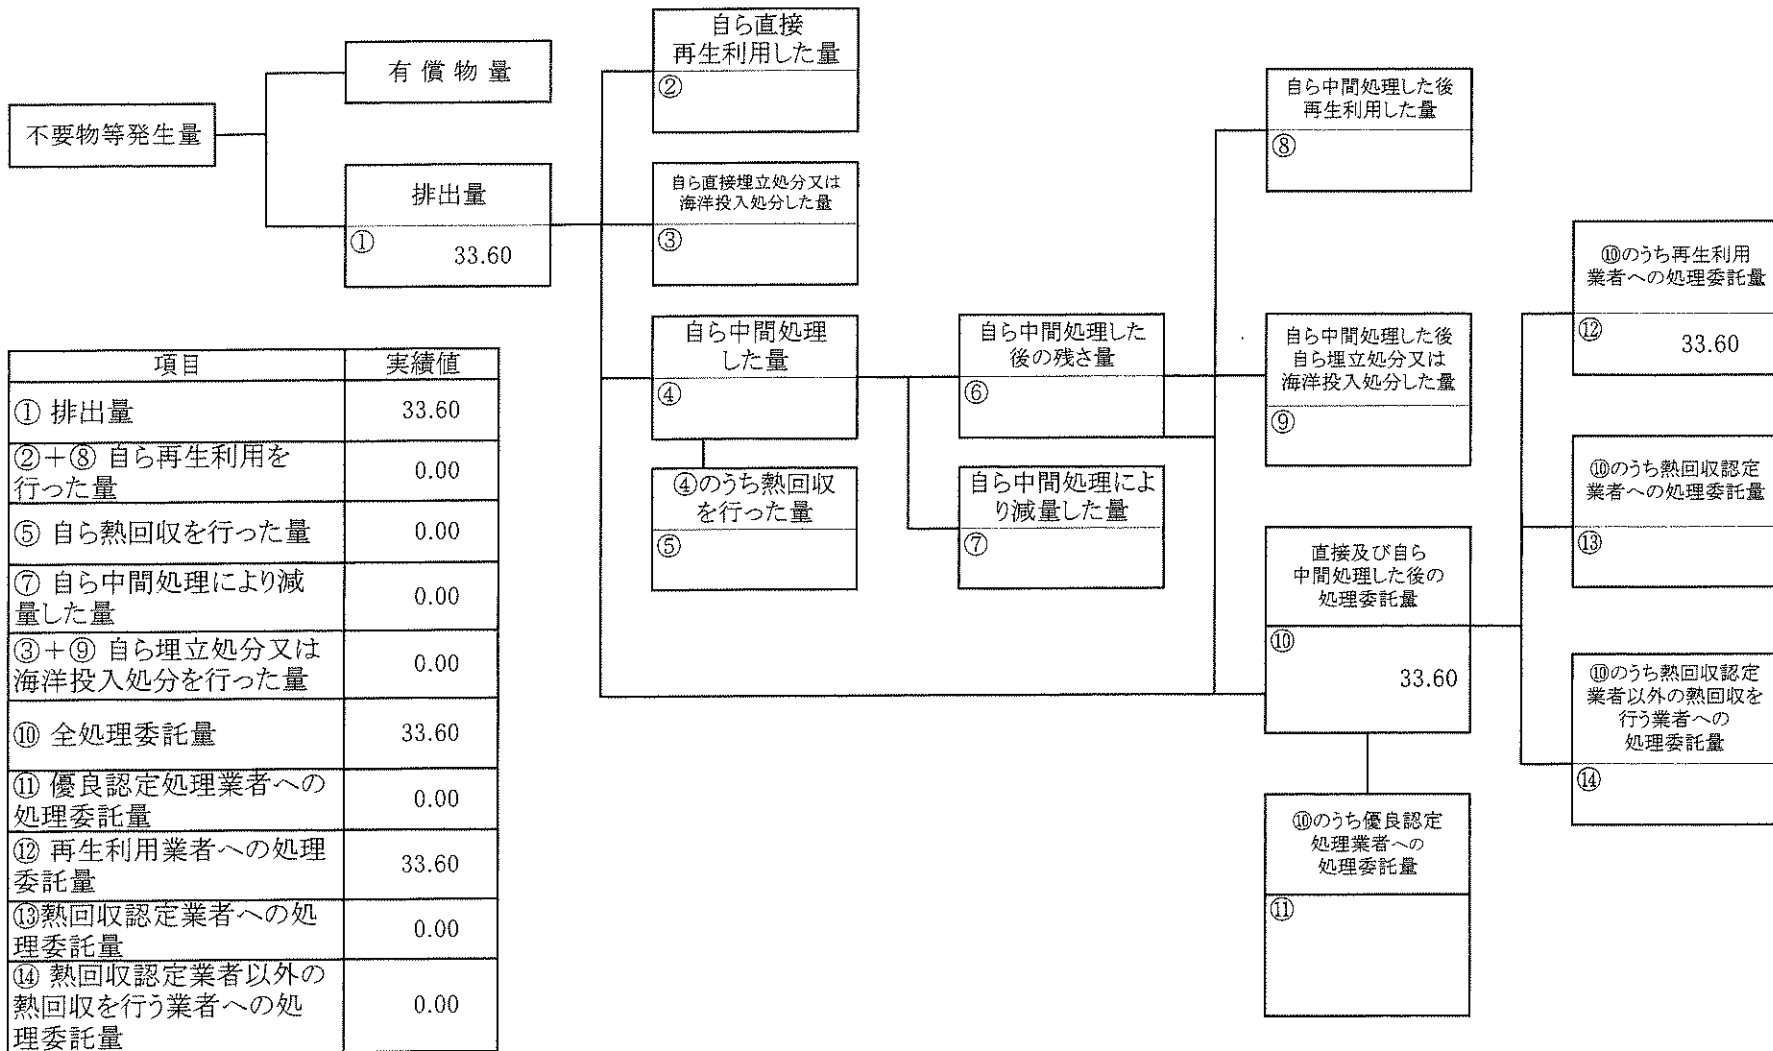 不要物等発生量
有償物量
排出量
①
33.60
自ら直接
再生利用した量
②
自ら直接埋立処分又は
海洋投入処分した量
③
自ら中間処理
した量
④
④のうち熱回収
を行った量
⑤
自ら中間処理した
後の残さ量
⑥
自ら中間処理によ
り減量した量
⑦
自ら中間処理した後
再生利用した量
⑧
自ら中間処理した後
自ら埋立処分又は
海洋投入処分した量
⑨
直接及び自ら
中間処理した後の
処理委託量
⑩
33.60
⑩のうち優良認定
処理業者への
処理委託量
⑪
⑩のうち再生利用
業者への処理委託量
⑫
33.60
⑩のうち熱回収認定
業者への処理委託量
⑬
⑩のうち熱回収認定
業者以外の熱回収を
行う業者への
処理委託量
⑭
項目 実績値
① 排出量 33.60
②＋⑧ 自ら再生利用を
行った量 0.00
⑤ 自ら熱回収を行った量 0.00
⑦ 自ら中間処理により減
量した量 0.00
③＋⑨ 自ら埋立処分又は
海洋投入処分を行った量 0.00
⑩ 全処理委託量 33.60
⑪ 優良認定処理業者への
処理委託量 0.00
⑫ 再生利用業者への処理
委託量 33.60
⑬熱回収認定業者への処
理委託量 0.00
⑭ 熱回収認定業者以外の
熱回収を行う業者への処
理委託量 0.00